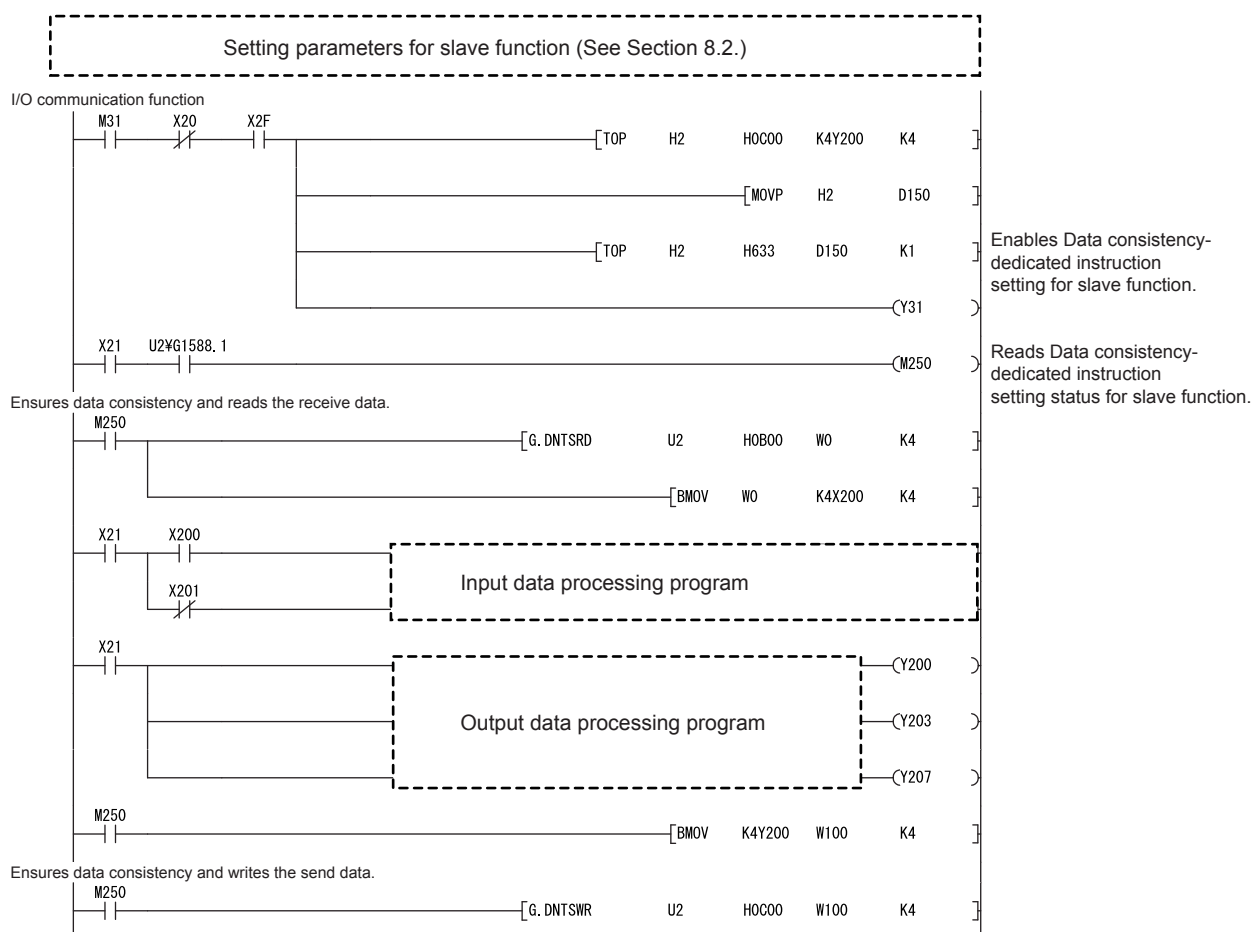 Setting parameters for slave function (See Section 8.2.)
I/O communication function
M31 X20 X2F
TOP H2 H0C00 K4Y200 K4
MOVP H2 D150
TOP H2 H633 D150 K1
Enables Data consistency-
dedicated instruction
setting for slave function.
Y31
X21 U2¥G1588.1
M250
Reads Data consistency-
dedicated instruction
setting status for slave function.
Ensures data consistency and reads the receive data.
M250
G.DNTSRD U2 H0B00 W0 K4
BMOV W0 K4X200 K4
X21 X200
X201
Input data processing program
X21
Y200
Output data processing program
Y203
Y207
M250
BMOV K4Y200 W100 K4
Ensures data consistency and writes the send data.
M250
G.DNTSWR U2 H0C00 W100 K4